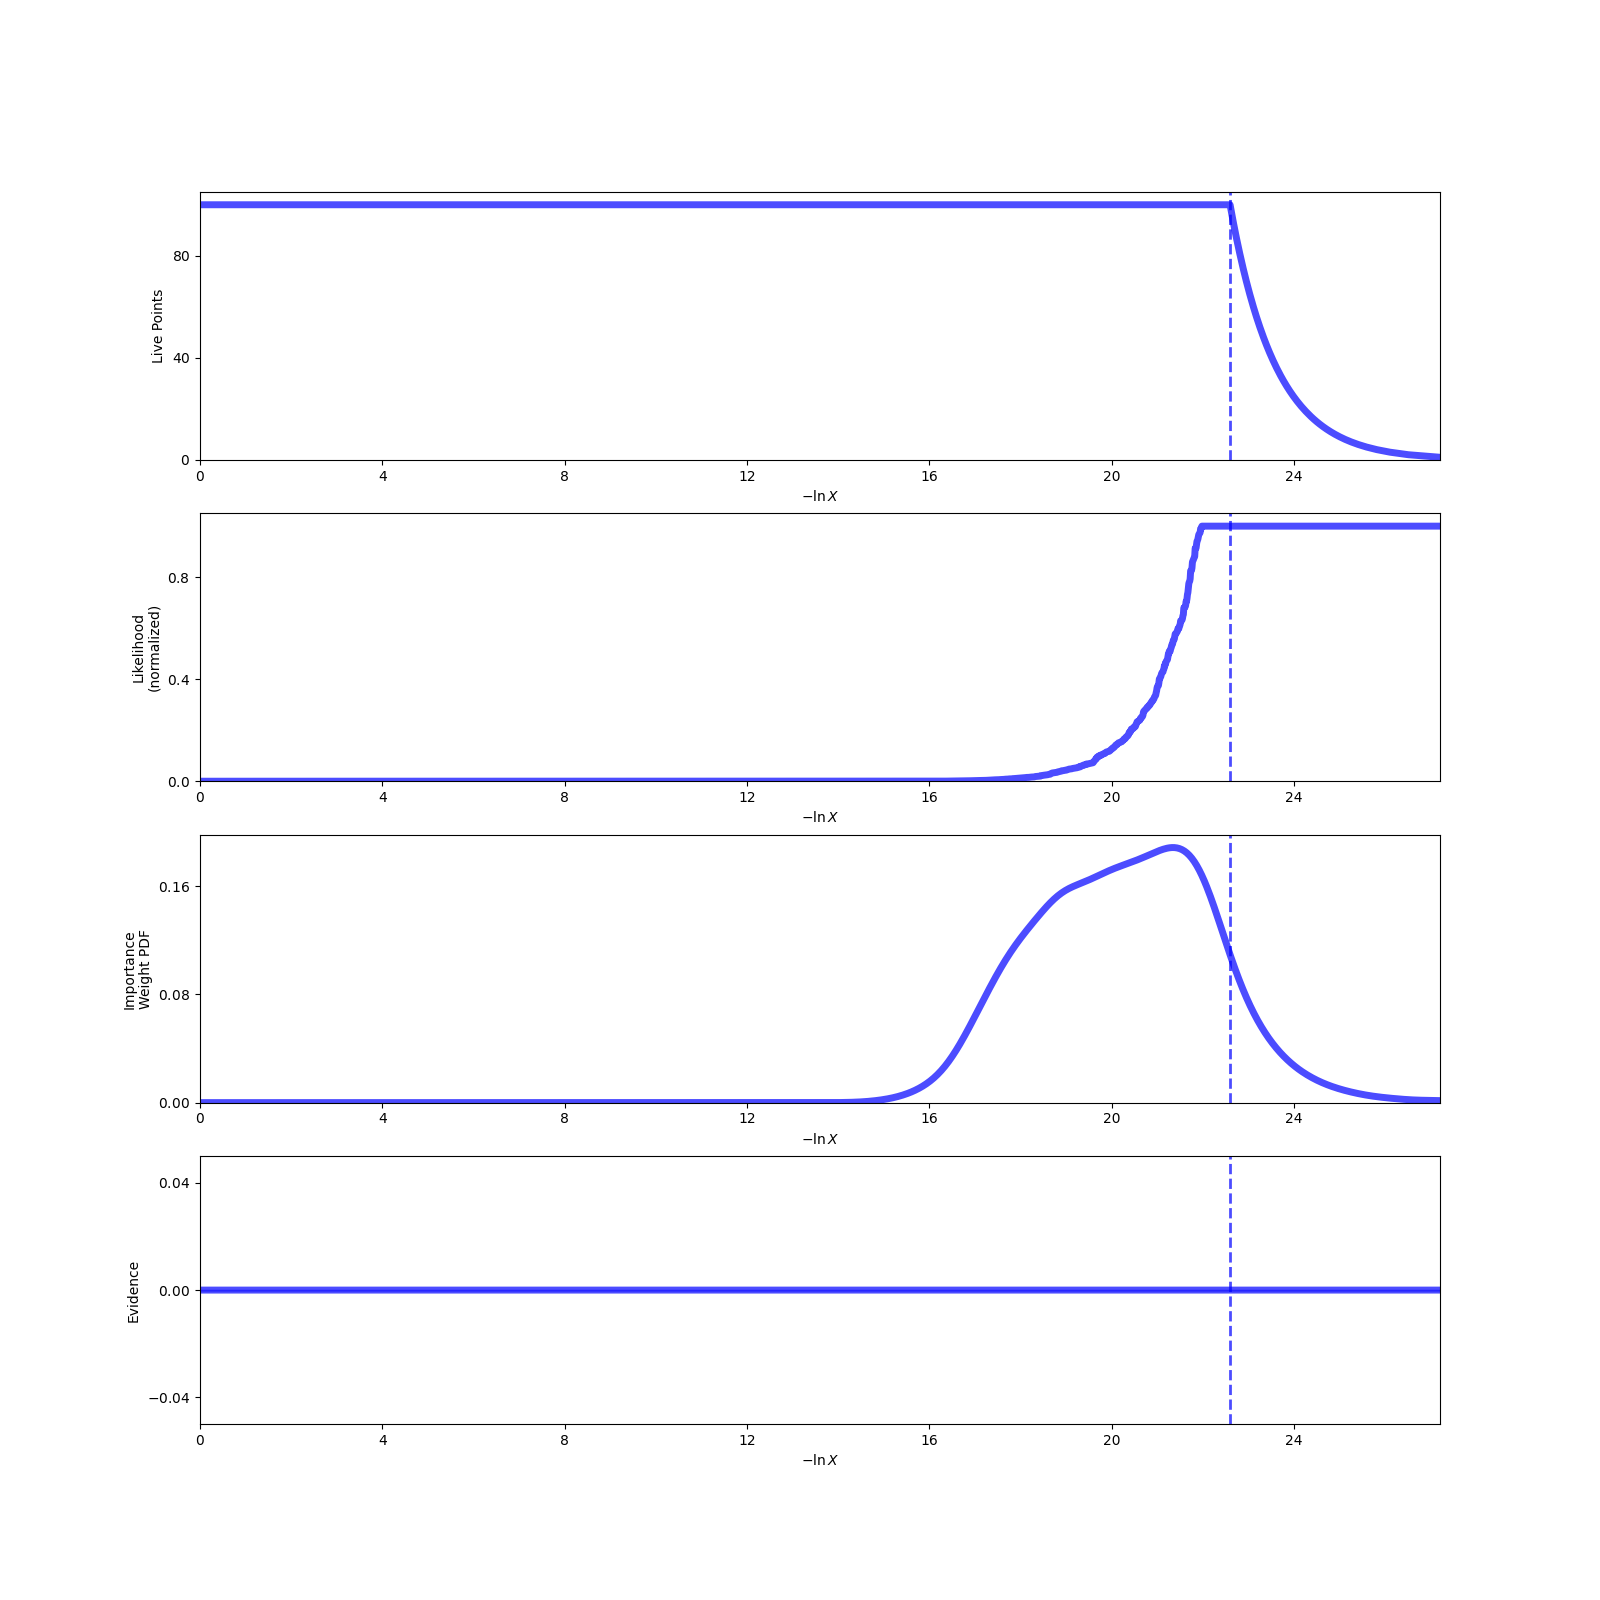 Live Points
80
40
0
0 4 8 12 16 20 24
−ln X
Likelihood
(normalized)
0.8
0.4
0.0
0 4 8 12 16 20 24
−ln X
Importance
Weight PDF
0.16
0.08
0.00
0 4 8 12 16 20 24
−ln X
Evidence
0.04
0.00
−0.04
0 4 8 12 16 20 24
−ln X